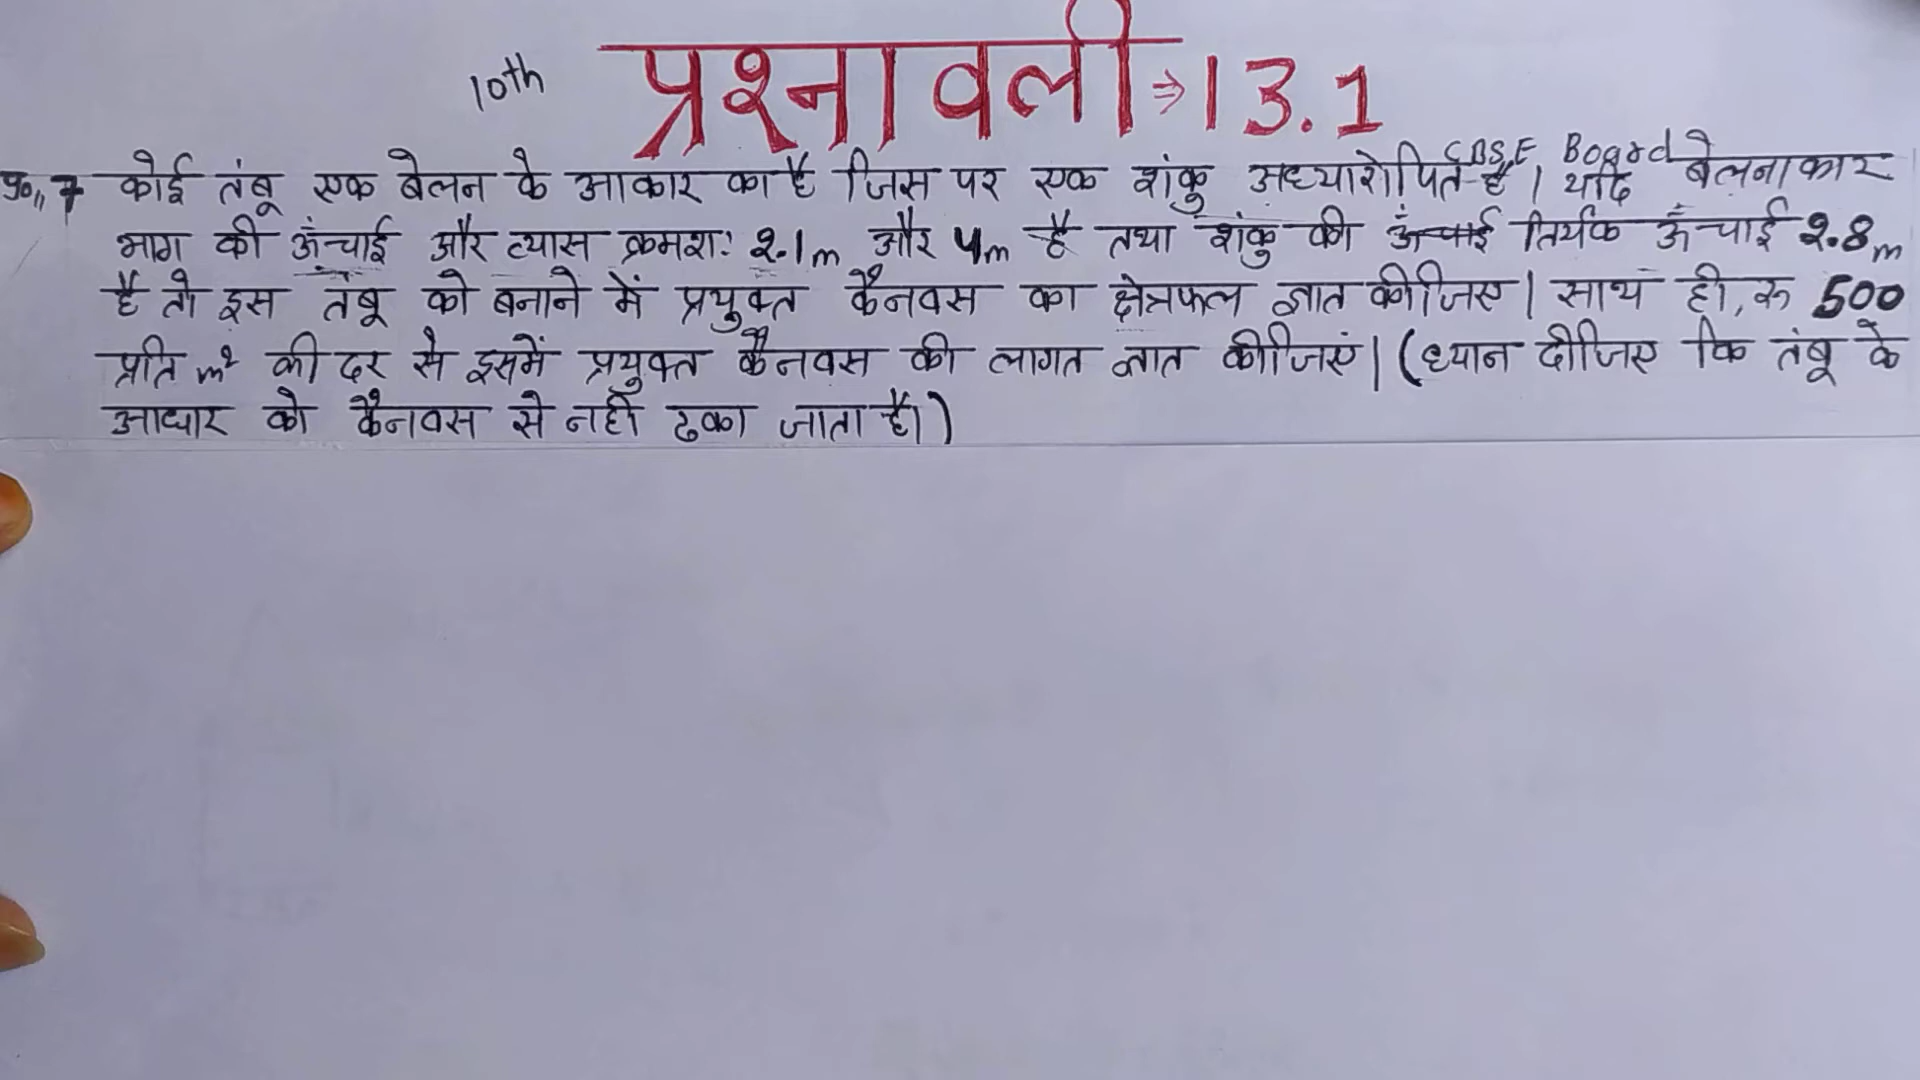 10th प्रश्नावली ⇒ 13.1
CBSE Board
प्र०,, 7 कोई तंबू एक बेलन के आकार का है जिस पर एक शंकु अध्यारोपित है। यदि बेलनाकार
भाग की ऊँचाई और व्यास क्रमश: 2.1m और 4m है तथा शंकु की ऊँचाई तिर्यक ऊँचाई 2.8m
है तो इस तंबू को बनाने में प्रयुक्त कैनवस का क्षेत्रफल ज्ञात कीजिए। साथ ही, रु 500
प्रति m² की दर से इसमें प्रयुक्त कैनवस की लागत ज्ञात कीजिएं। (ध्यान दीजिए कि तंबू के
आधार को कैनवस से नहीं ढका जाता है।)